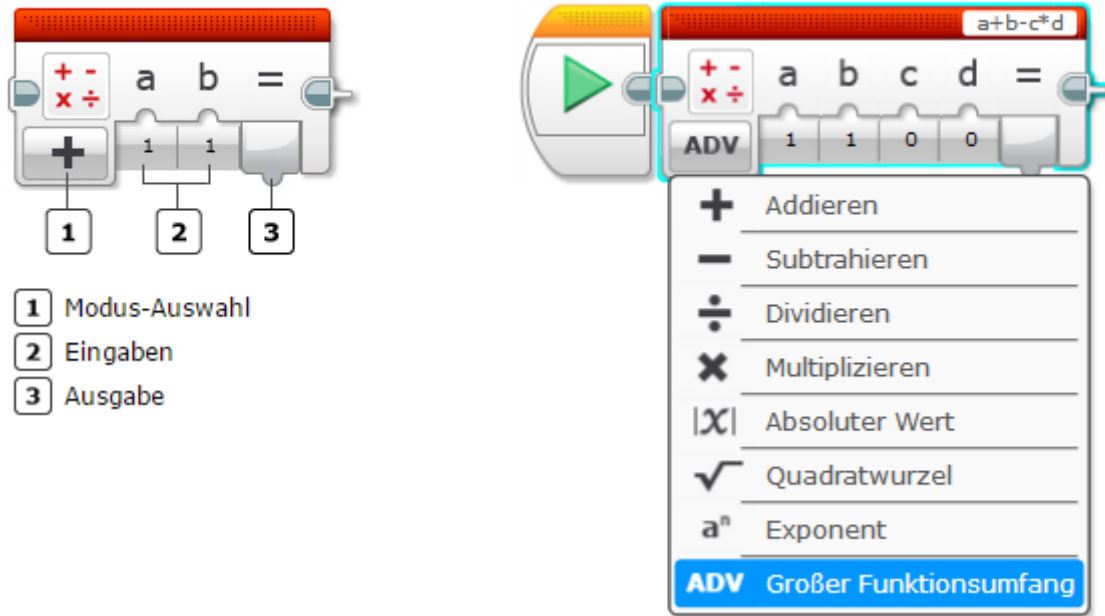 a b =
1 1
1 2 3
1 Modus-Auswahl
2 Eingaben
3 Ausgabe
a+b-c*d
+ -
x ÷
a b c d =
ADV 1 1 0 0
+ Addieren
− Subtrahieren
÷ Dividieren
✖ Multiplizieren
|x| Absoluter Wert
√ Quadratwurzel
aⁿ Exponent
ADV Großer Funktionsumfang